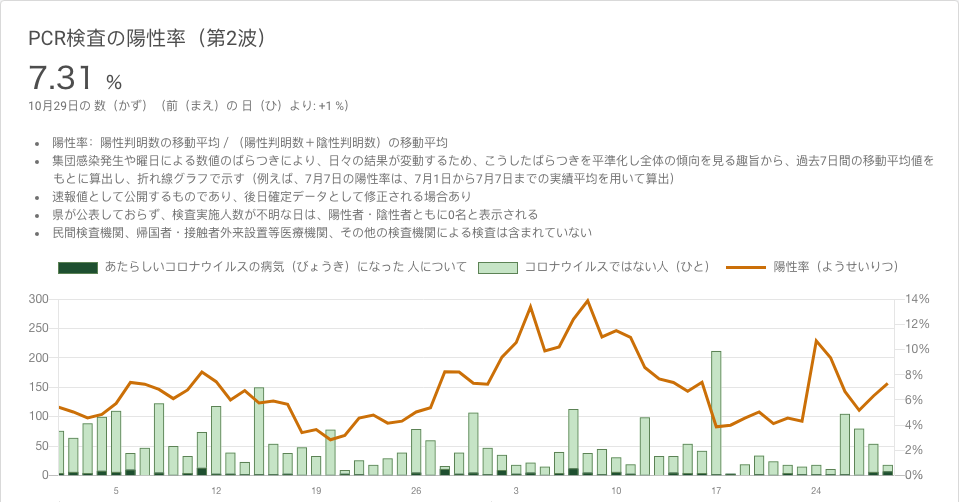 PCR検査の陽性率（第2波）
7.31 %
10月29日の 数（かず）（前（まえ）の 日（ひ）より: +1 %）
• 陽性率：陽性判明数の移動平均 / （陽性判明数＋陰性判明数）の移動平均
• 集団感染発生や曜日による数値のばらつきにより、日々の結果が変動するため、こうしたばらつきを平準化し全体の傾向を見る趣旨から、過去7日間の移動平均値を
もとに算出し、折れ線グラフで示す（例えば、7月7日の陽性率は、7月1日から7月7日までの実績平均を用いて算出）
• 速報値として公開するものであり、後日確定データとして修正される場合あり
• 県が公表しておらず、検査実施人数が不明な日は、陽性者・陰性者ともに0名と表示される
• 民間検査機関、帰国者・接触者外来設置等医療機関、その他の検査機関による検査は含まれていない
あたらしいコロナウイルスの病気（びょうき）になった 人について コロナウイルスではない人（ひと） 陽性率（ようせいりつ）
300 14%
250 12%
200 10%
150 8%
100 6%
50 4%
0 2%
0%
5 12 19 26 3 10 17 24